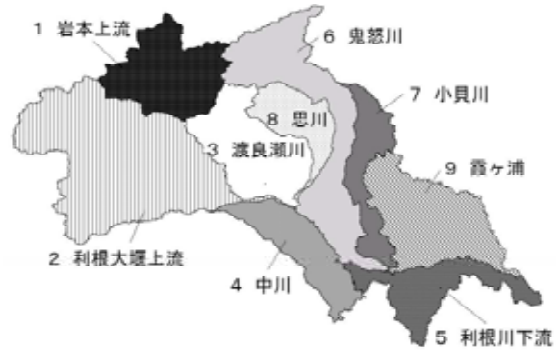 1 岩本上流
6 鬼怒川
7 小貝川
8 思川
3 渡良瀬川
9 霞ヶ浦
2 利根大堰上流
4 中川
5 利根川下流